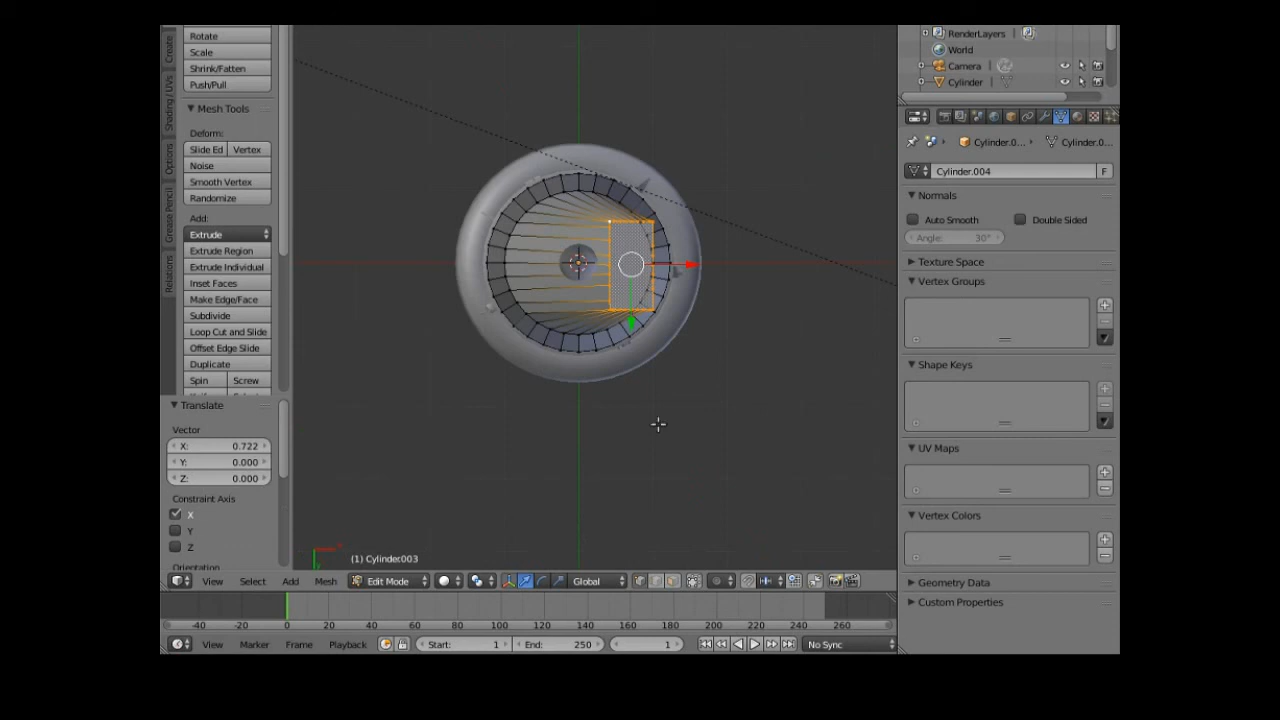 Rotate
Scale
Shrink/Fatten
Push/Pull
Mesh Tools
Deform:
Slide Ed Vertex
Noise
Smooth Vertex
Randomize
Add:
Extrude
Extrude Region
Extrude Individual
Inset Faces
Make Edge/Face
Subdivide
Loop Cut and Slide
Offset Edge Slide
Duplicate
Spin Screw
Create
Shading / UVs
Options
Grease Pencil
Relations
Translate
Vector
X: 0.722
Y: 0.000
Z: 0.000
Constraint Axis
X
Y
Z
Orientation
(1) Cylinder.003
View Select Add Mesh Edit Mode Global
-40 -20 0 20 40 60 80 100 120 140 160 180 200 220 240 260
View Marker Frame Playback Start: 1 End: 250 1 No Sync
RenderLayers
World
Camera
Cylinder
Cylinder.0... Cylinder.0...
Cylinder.004 F
Normals
Auto Smooth Double Sided
Angle: 30°
Texture Space
Vertex Groups
Shape Keys
UV Maps
Vertex Colors
Geometry Data
Custom Properties